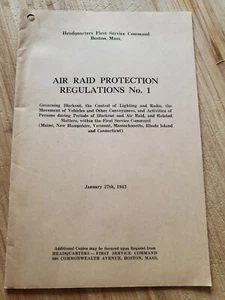 Headquarters First Service Command
Boston, Mass.
AIR RAID PROTECTION
REGULATIONS No. 1
Governing Blackout, the Control of Lighting and Radio, the
Movement of Vehicles and Other Conveyances, and Activities of
Persons during Periods of Blackout and Air Raid, and Related
Matters, within the First Service Command
(Maine, New Hampshire, Vermont, Massachusetts, Rhode Island
and Connecticut)
January 27th, 1943
Additional Copies may be Secured upon Request from
HEADQUARTERS—FIRST SERVICE COMMAND
808 COMMONWEALTH AVENUE, BOSTON, MASS.